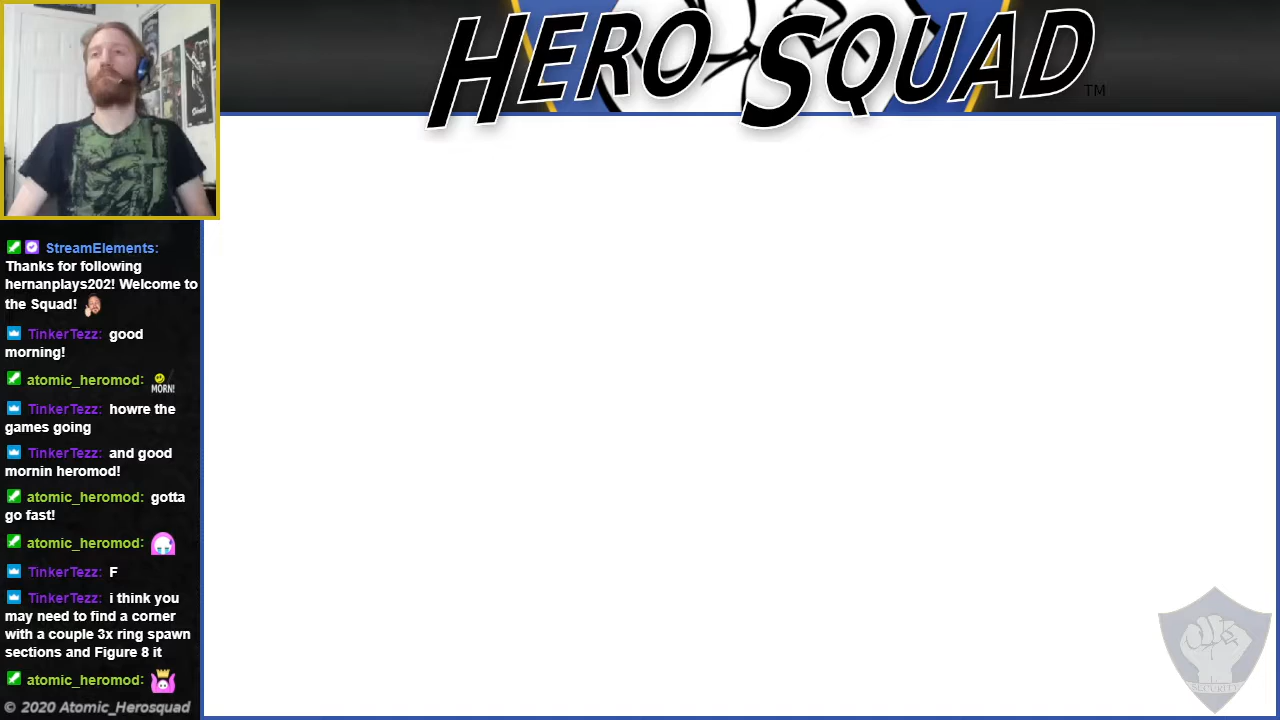 HERO SQUAD
TM
StreamElements:
Thanks for following
hernanplays202! Welcome to
the Squad!
TinkerTezz: good
morning!
atomic_heromod: MORN!
TinkerTezz: howre the
games going
TinkerTezz: and good
mornin heromod!
atomic_heromod: gotta
go fast!
atomic_heromod:
TinkerTezz: F
TinkerTezz: i think you
may need to find a corner
with a couple 3x ring spawn
sections and Figure 8 it
atomic_heromod:
© 2020 Atomic_Herosquad
SECURITY